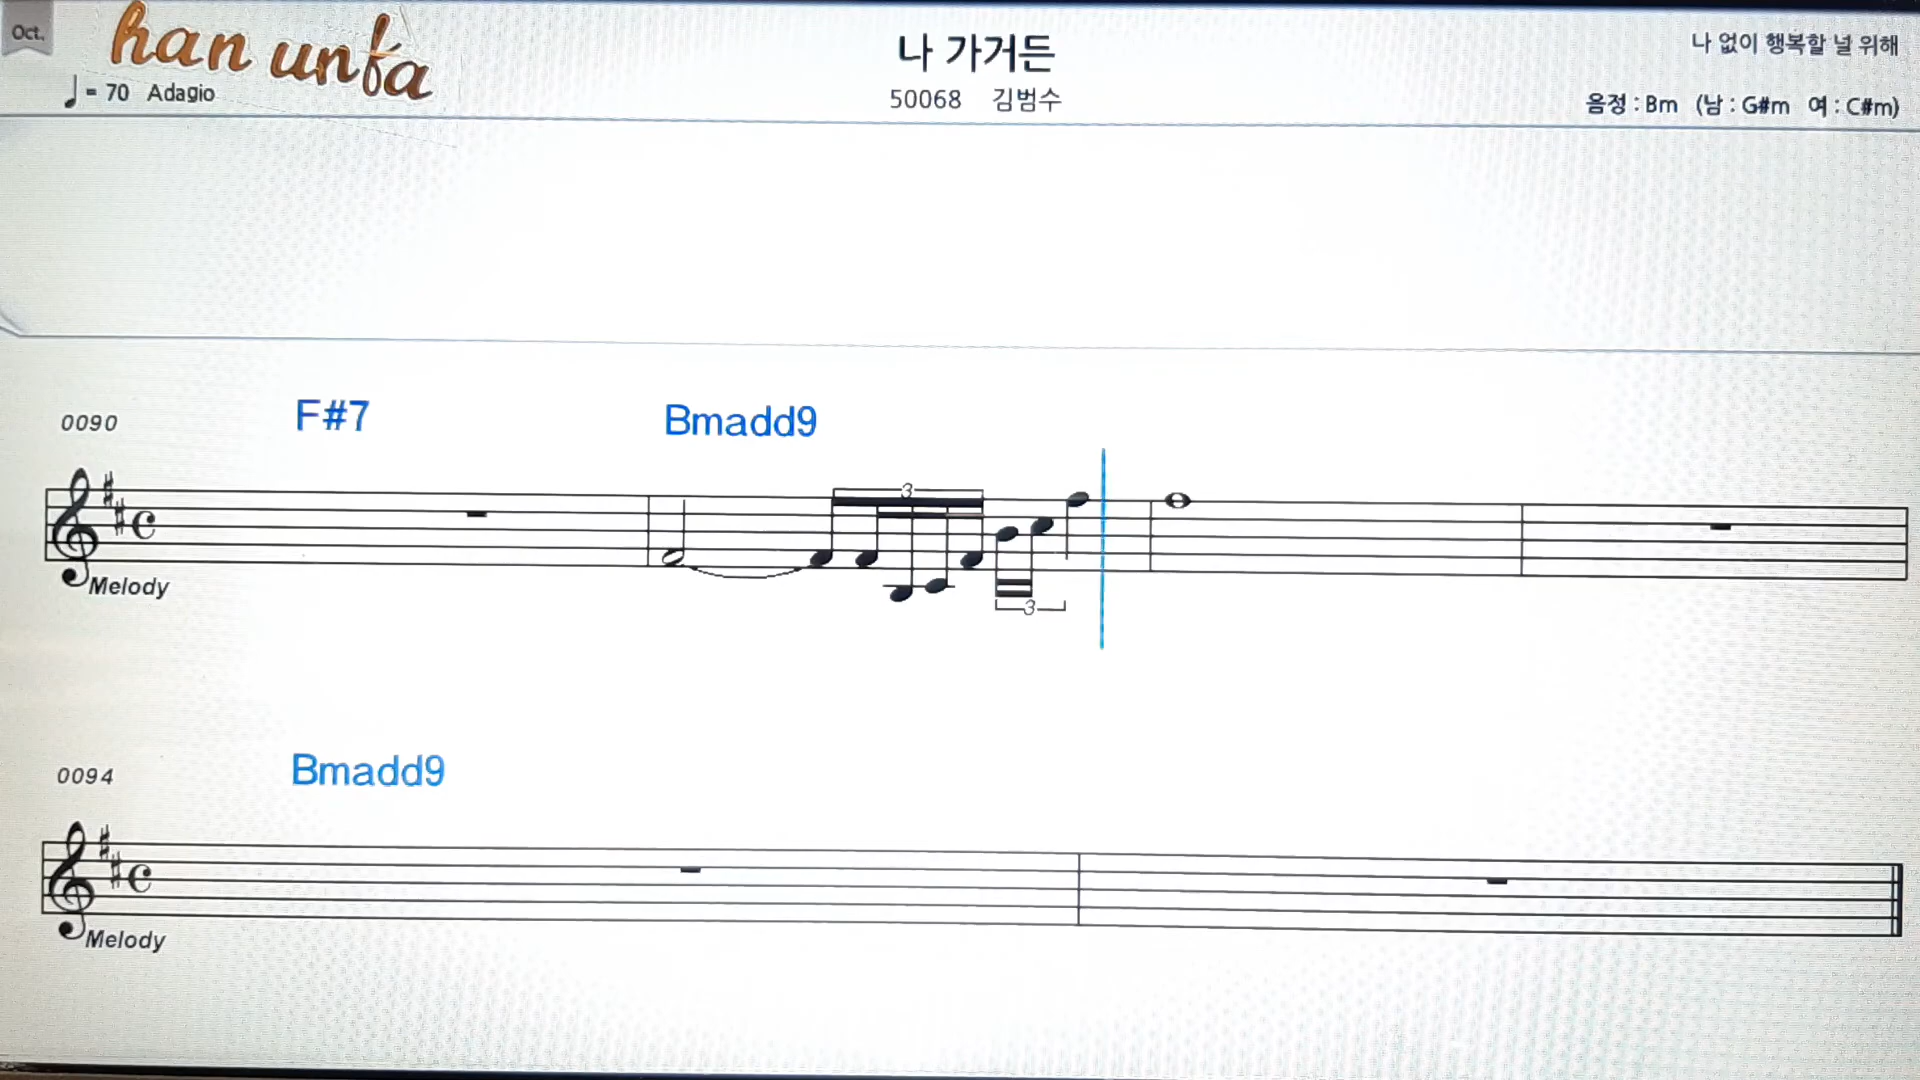 Oct.
han unfa
♩ = 70 Adagio
나 가거든
50068 김범수
나 없이 행복할 널 위해
음정 : Bm (남 : G#m 여 : C#m)
0090 F#7 Bmadd9
3
3
Melody
0094 Bmadd9
Melody